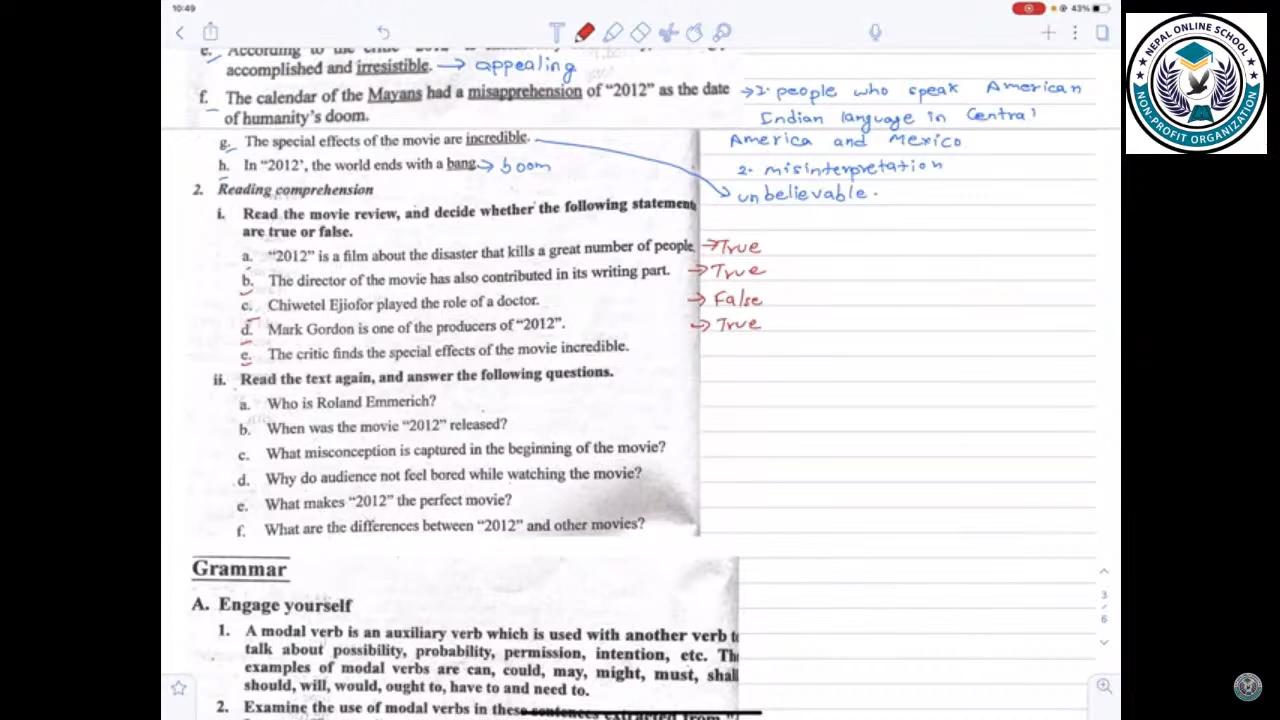 10:49
43%
T
e. According to the critic "2012" is
accomplished and irresistible. → appealing
f. The calendar of the Mayans had a misapprehension of "2012" as the date
of humanity's doom.
→ 1. people who speak American
Indian language in Central
America and Mexico
2. misinterpretation
g. The special effects of the movie are incredible.
unbelievable.
h. In "2012', the world ends with a bang → boom
2. Reading comprehension
i. Read the movie review, and decide whether the following statement
are true or false.
a. "2012" is a film about the disaster that kills a great number of people → True
b. The director of the movie has also contributed in its writing part. → True
c. Chiwetel Ejiofor played the role of a doctor. → False
d. Mark Gordon is one of the producers of "2012". → True
e. The critic finds the special effects of the movie incredible.
ii. Read the text again, and answer the following questions.
a. Who is Roland Emmerich?
b. When was the movie "2012" released?
c. What misconception is captured in the beginning of the movie?
d. Why do audience not feel bored while watching the movie?
e. What makes "2012" the perfect movie?
f. What are the differences between "2012" and other movies?
Grammar
A. Engage yourself
1. A modal verb is an auxiliary verb which is used with another verb t
talk about possibility, probability, permission, intention, etc. Th
examples of modal verbs are can, could, may, might, must, shal
should, will, would, ought to, have to and need to.
2. Examine the use of modal verbs in these sentences extracted from
3
/
6
NEPAL ONLINE SCHOOL
NON-PROFIT ORGANIZATION